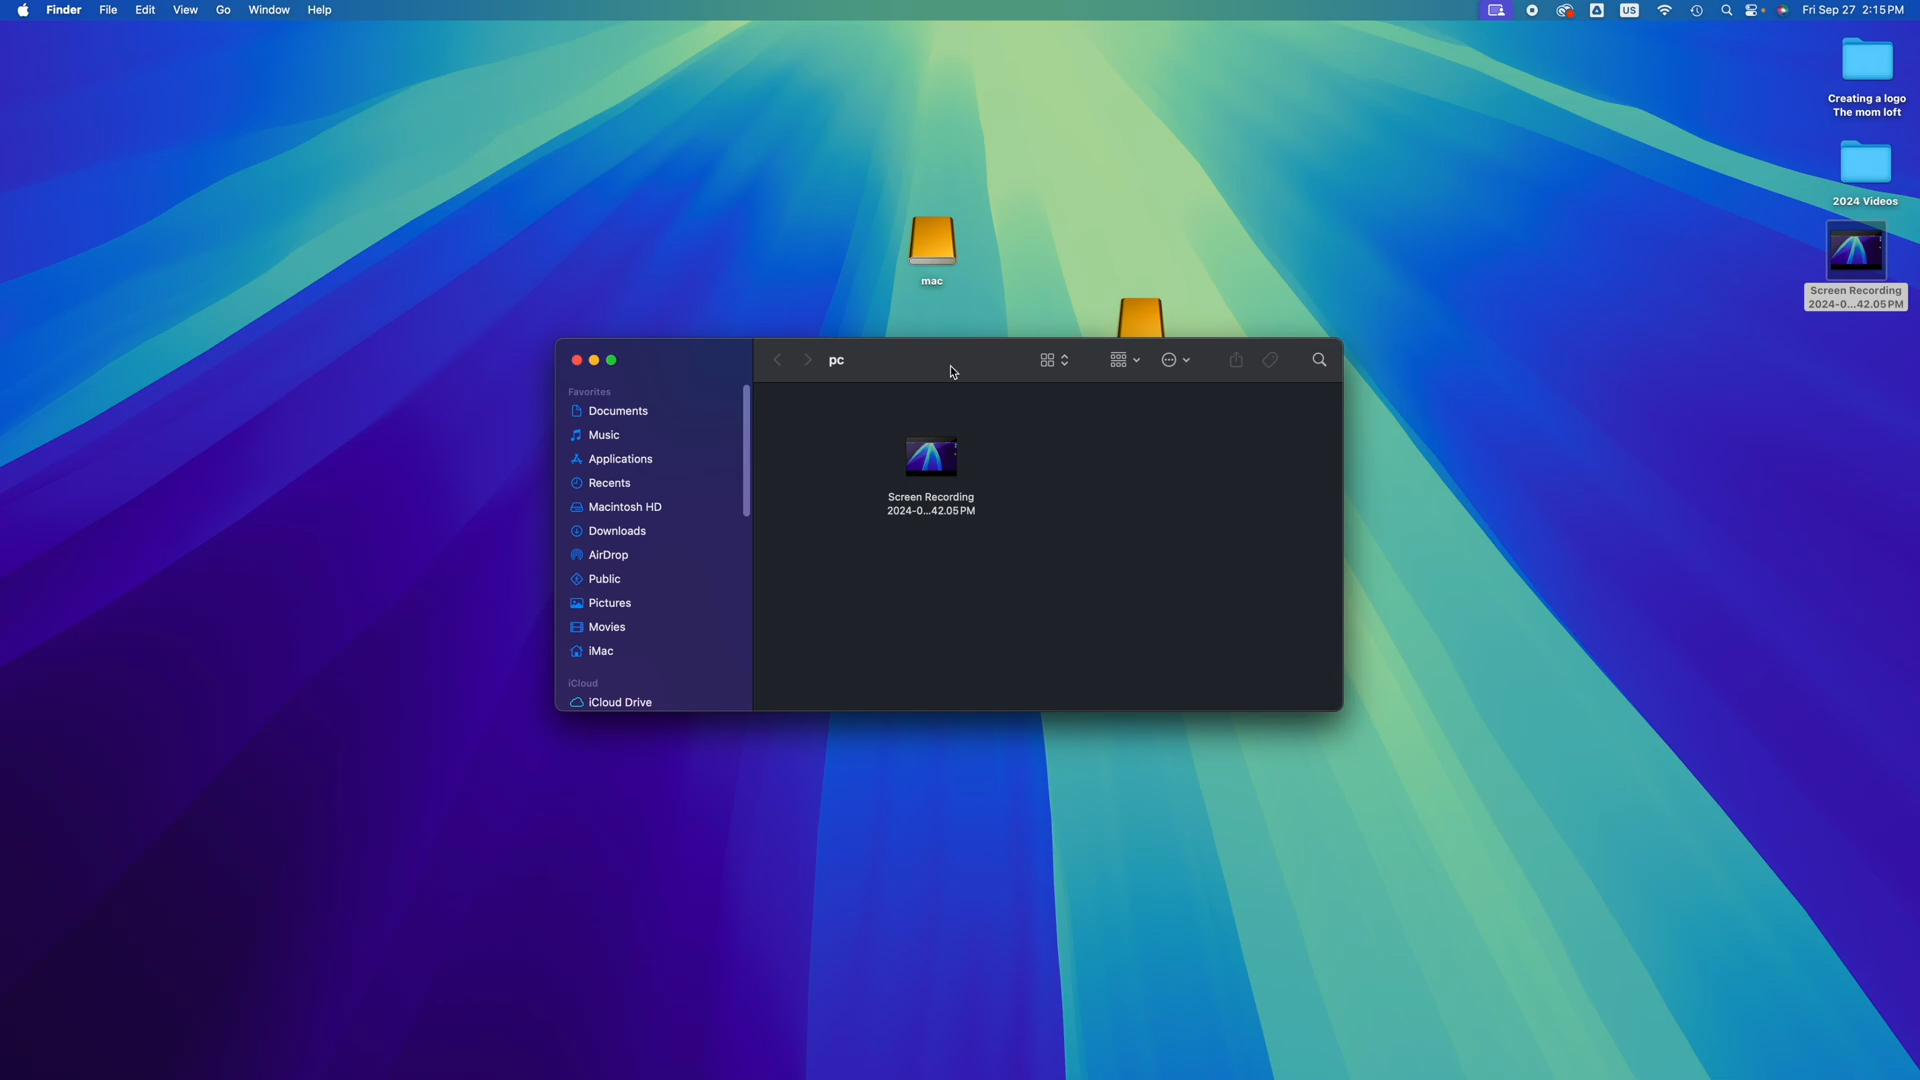 Finder File Edit View Go Window Help US Fri Sep 27 2:15 PM
Creating a logo
The mom loft
2024 Videos
Screen Recording
2024-0...42.05 PM
mac
pc
Favorites
Documents
Music
Applications
Recents
Macintosh HD
Downloads
AirDrop
Public
Pictures
Movies
iMac
iCloud
iCloud Drive
Screen Recording
2024-0...42.05 PM